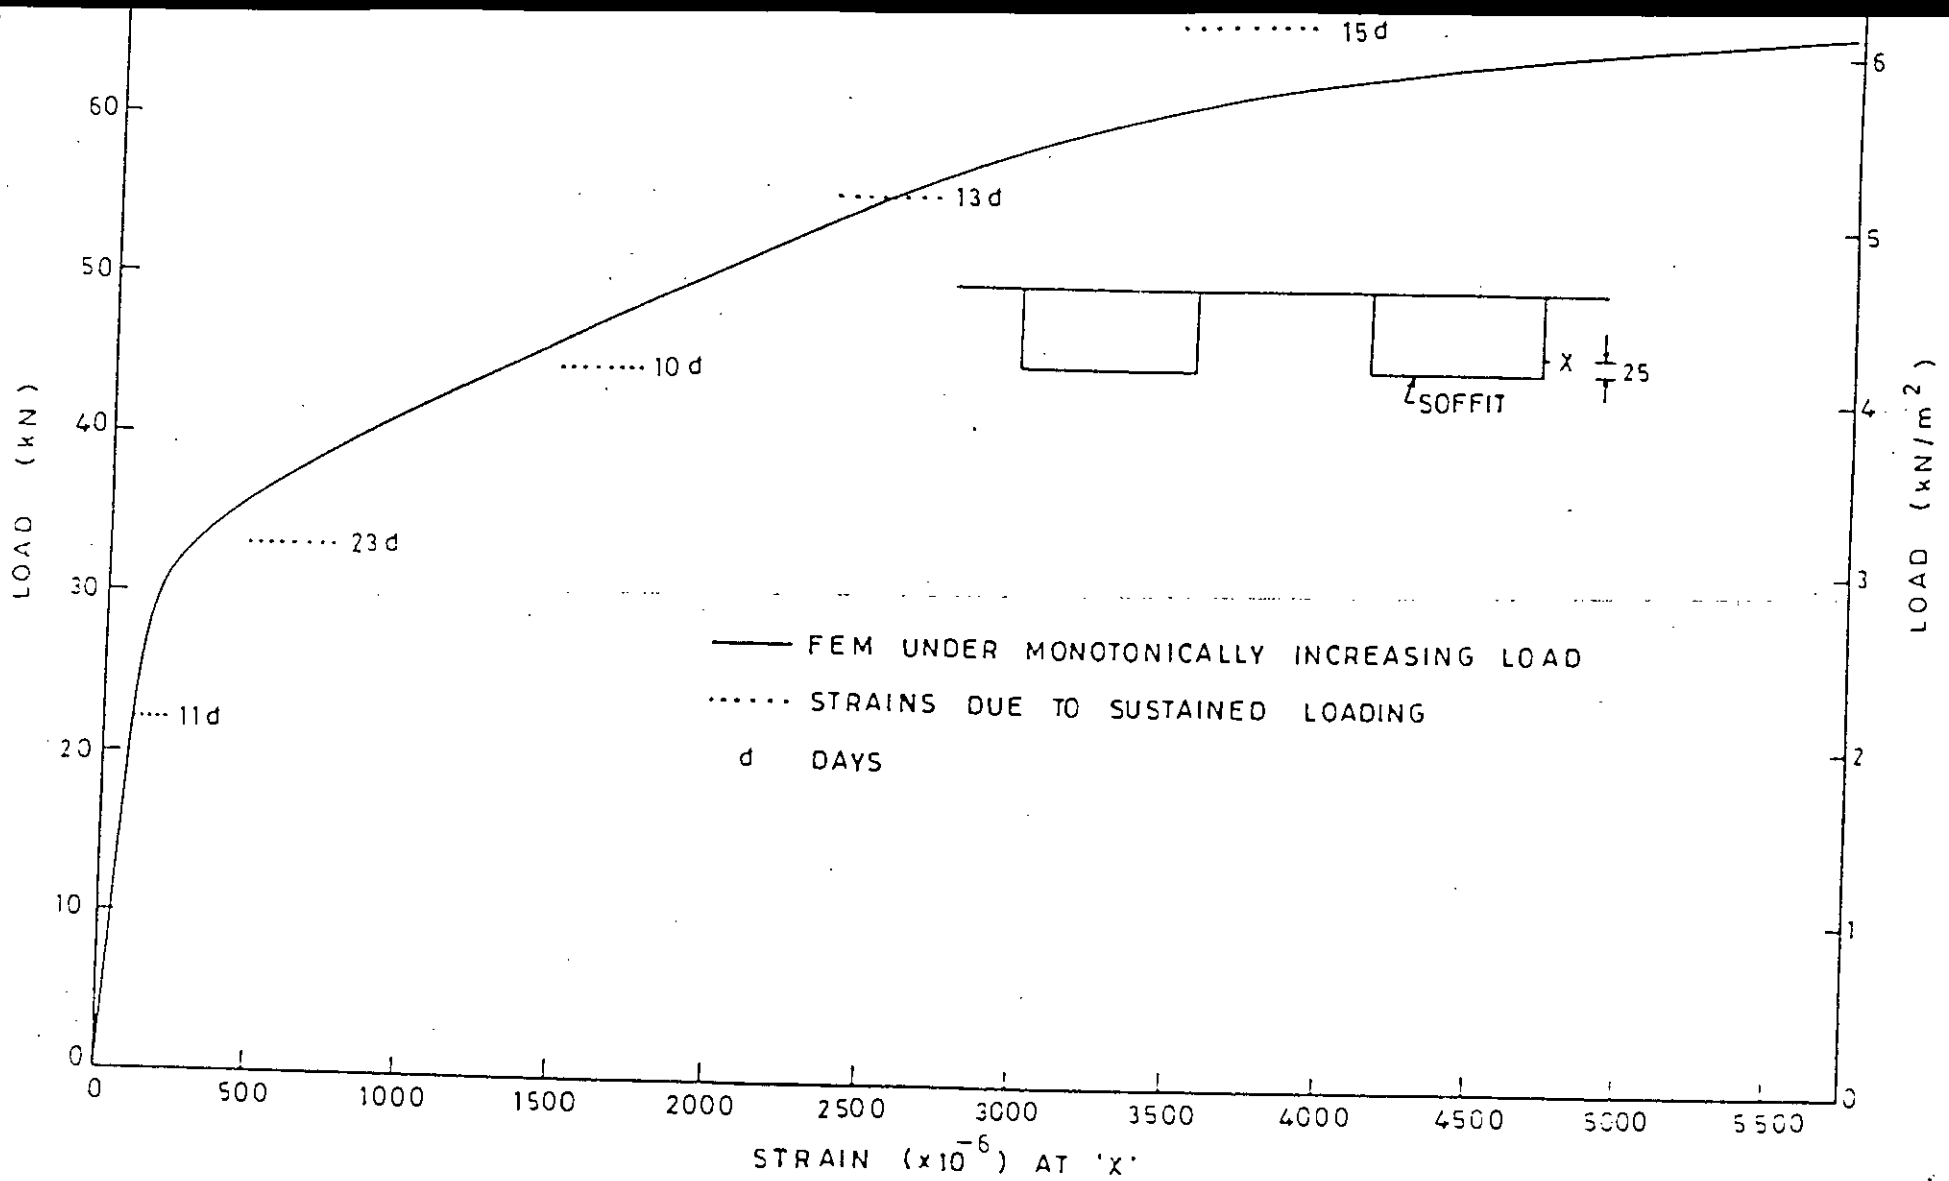 15 d
60
6
13 d
50
5
10 d
X
25
SOFFIT
40
4
LOAD (kN)
LOAD (kN/m²)
23 d
30
3
FEM UNDER MONOTONICALLY INCREASING LOAD
11 d
STRAINS DUE TO SUSTAINED LOADING
20
2
d DAYS
10
1
0
0
0 500 1000 1500 2000 2500 3000 3500 4000 4500 5000 5500
STRAIN (x10⁻⁶) AT 'X'